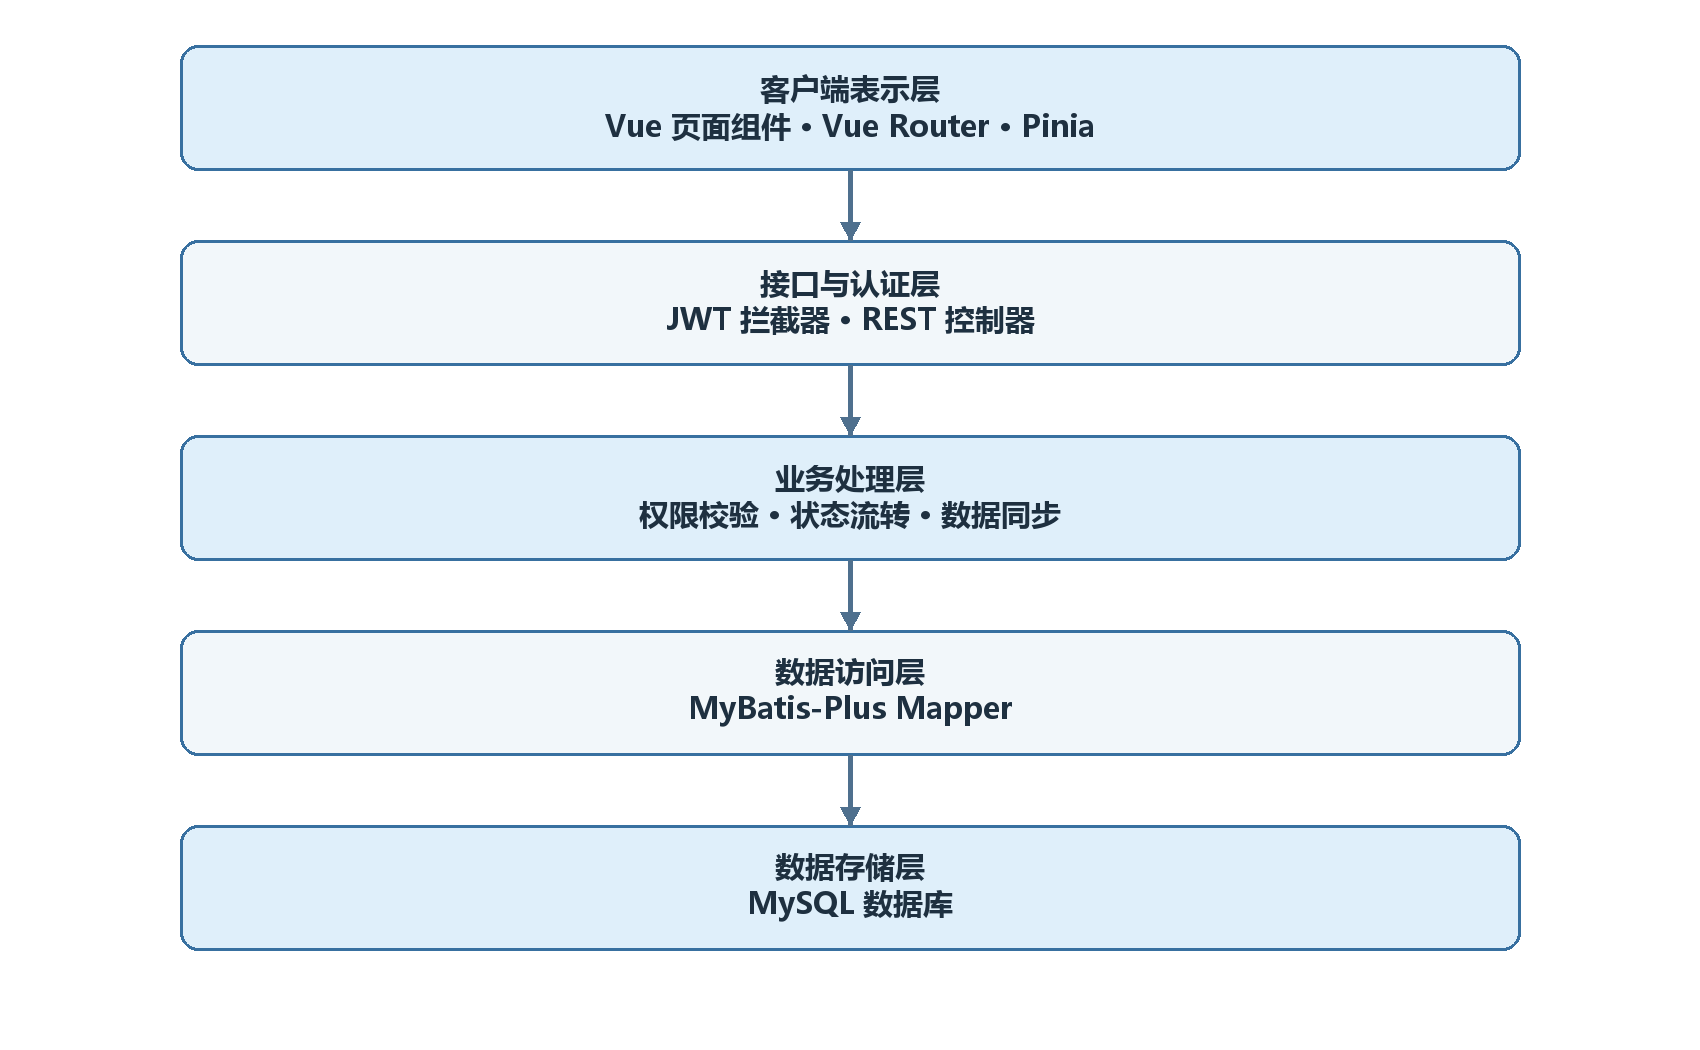 客户端表示层
Vue 页面组件 • Vue Router • Pinia
接口与认证层
JWT 拦截器 • REST 控制器
业务处理层
权限校验 • 状态流转 • 数据同步
数据访问层
MyBatis-Plus Mapper
数据存储层
MySQL 数据库